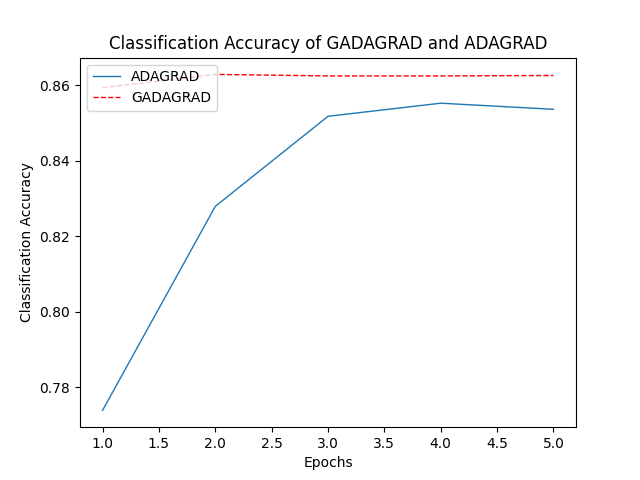 Classification Accuracy of GADAGRAD and ADAGRAD
ADAGRAD
GADAGRAD
Classification Accuracy
0.86
0.84
0.82
0.80
0.78
1.0 1.5 2.0 2.5 3.0 3.5 4.0 4.5 5.0
Epochs